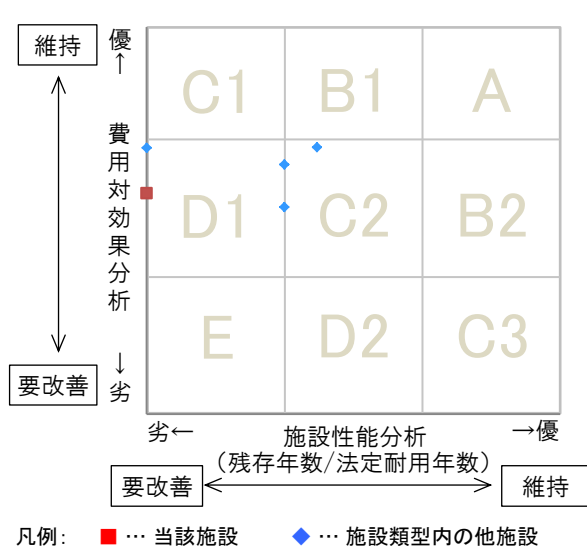 維持
優
↑
費用対効果分析
↓
劣
要改善
C1 B1 A
D1 C2 B2
E D2 C3
劣← 施設性能分析 →優
（残存年数/法定耐用年数）
要改善 維持
凡例: ■ … 当該施設 ◆ … 施設類型内の他施設